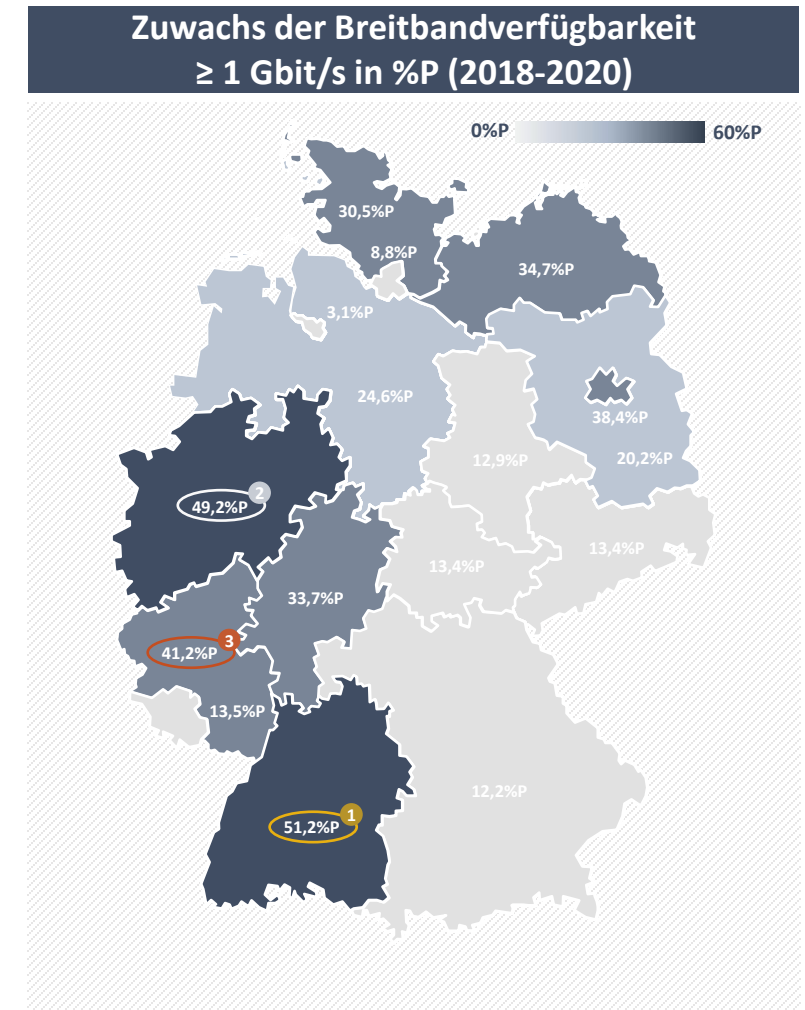 Zuwachs der Breitbandverfügbarkeit
≥ 1 Gbit/s in %P (2018-2020)
0%P 60%P
30,5%P
8,8%P
34,7%P
3,1%P
24,6%P
38,4%P
12,9%P
20,2%P
2
49,2%P
13,4%P
13,4%P
33,7%P
3
41,2%P
13,5%P
12,2%P
1
51,2%P